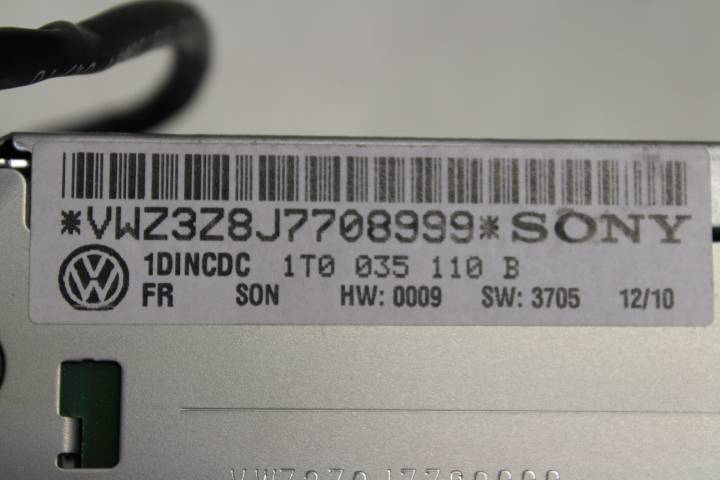 *VWZ3Z8J7708999* SONY
1DINCDC 1T0 035 110 B
FR SON HW: 0009 SW: 3705 12/10